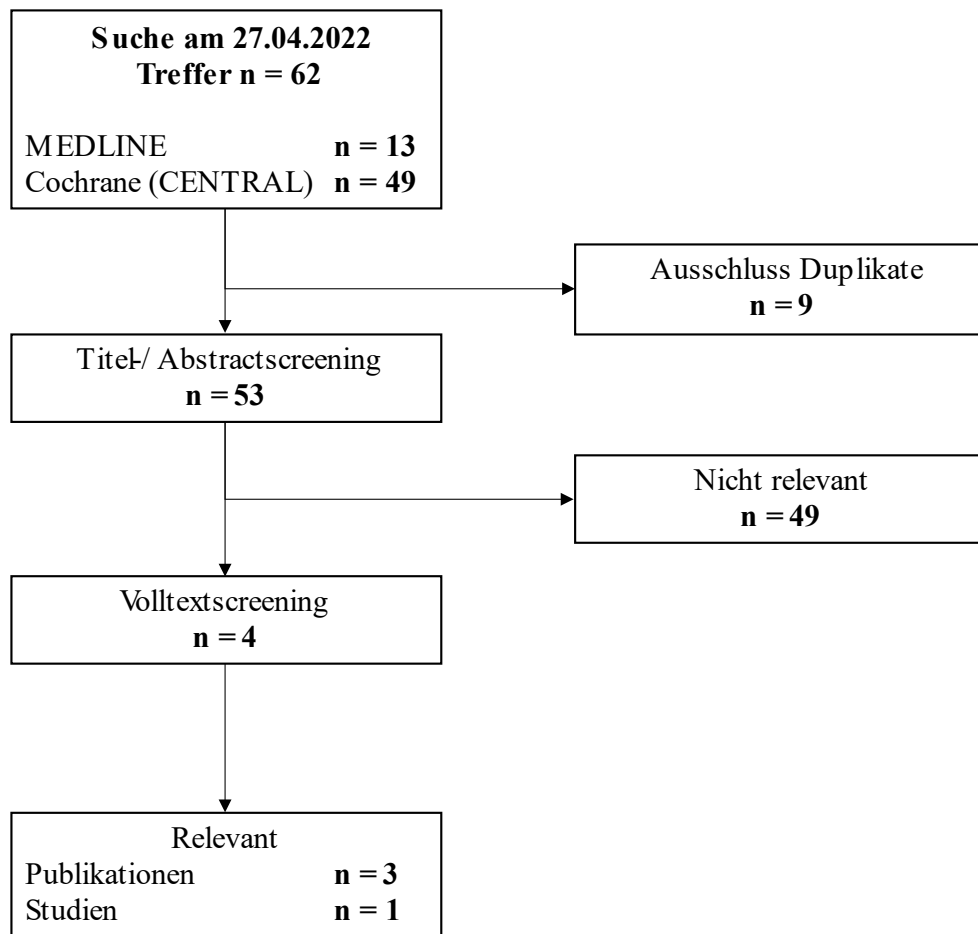 Suche am 27.04.2022
Treffer n = 62
MEDLINE n = 13
Cochrane (CENTRAL) n = 49
Ausschluss Duplikate
n = 9
Titel-/ Abstractscreening
n = 53
Nicht relevant
n = 49
Volltextscreening
n = 4
Relevant
Publikationen n = 3
Studien n = 1